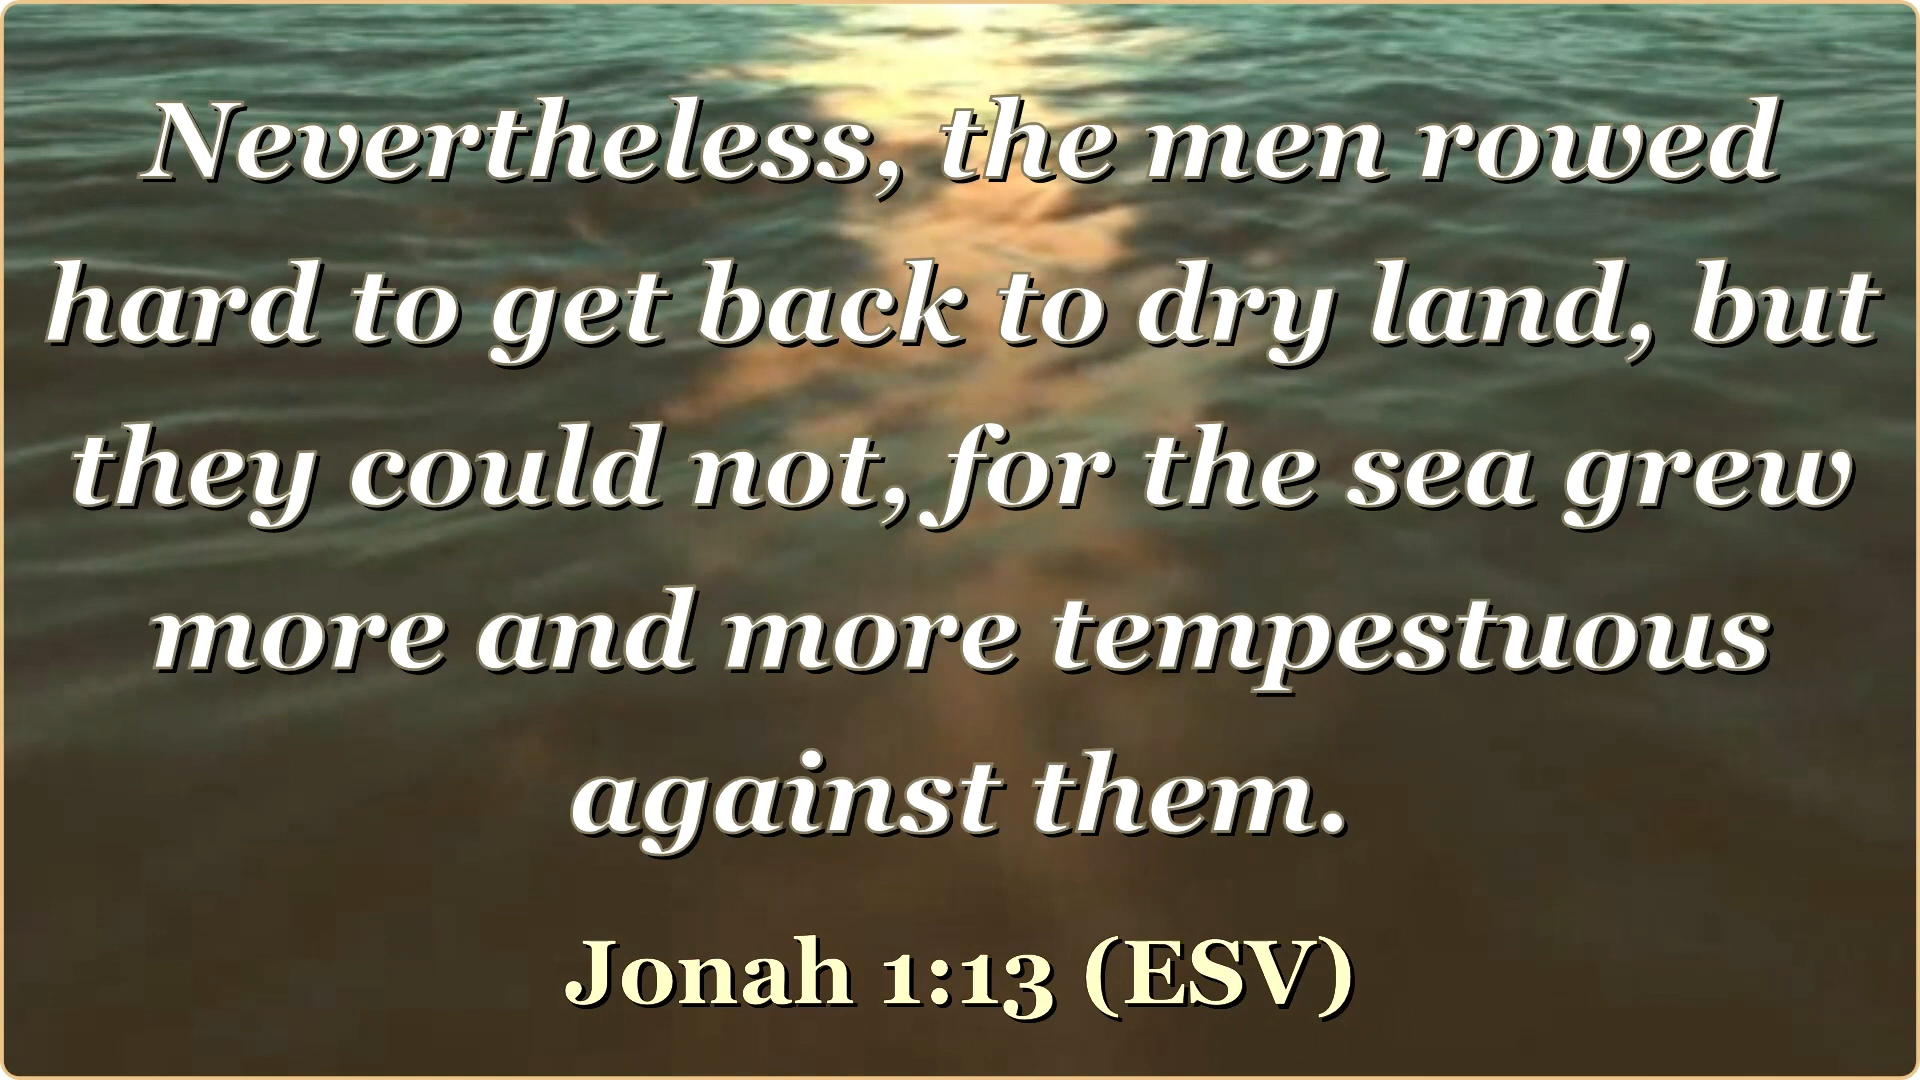 Nevertheless, the men rowed
hard to get back to dry land, but
they could not, for the sea grew
more and more tempestuous
against them.
Jonah 1:13 (ESV)